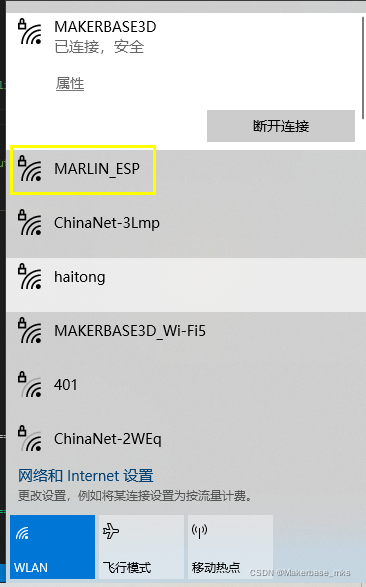 MAKERBASE3D
已连接，安全
属性
断开连接
MARLIN_ESP
ChinaNet-3Lmp
haitong
MAKERBASE3D_Wi-Fi5
401
ChinaNet-2WEq
网络和 Internet 设置
更改设置，例如将某连接设置为按流量计费。
WLAN
飞行模式
移动热点
CSDN @Makerbase_mks